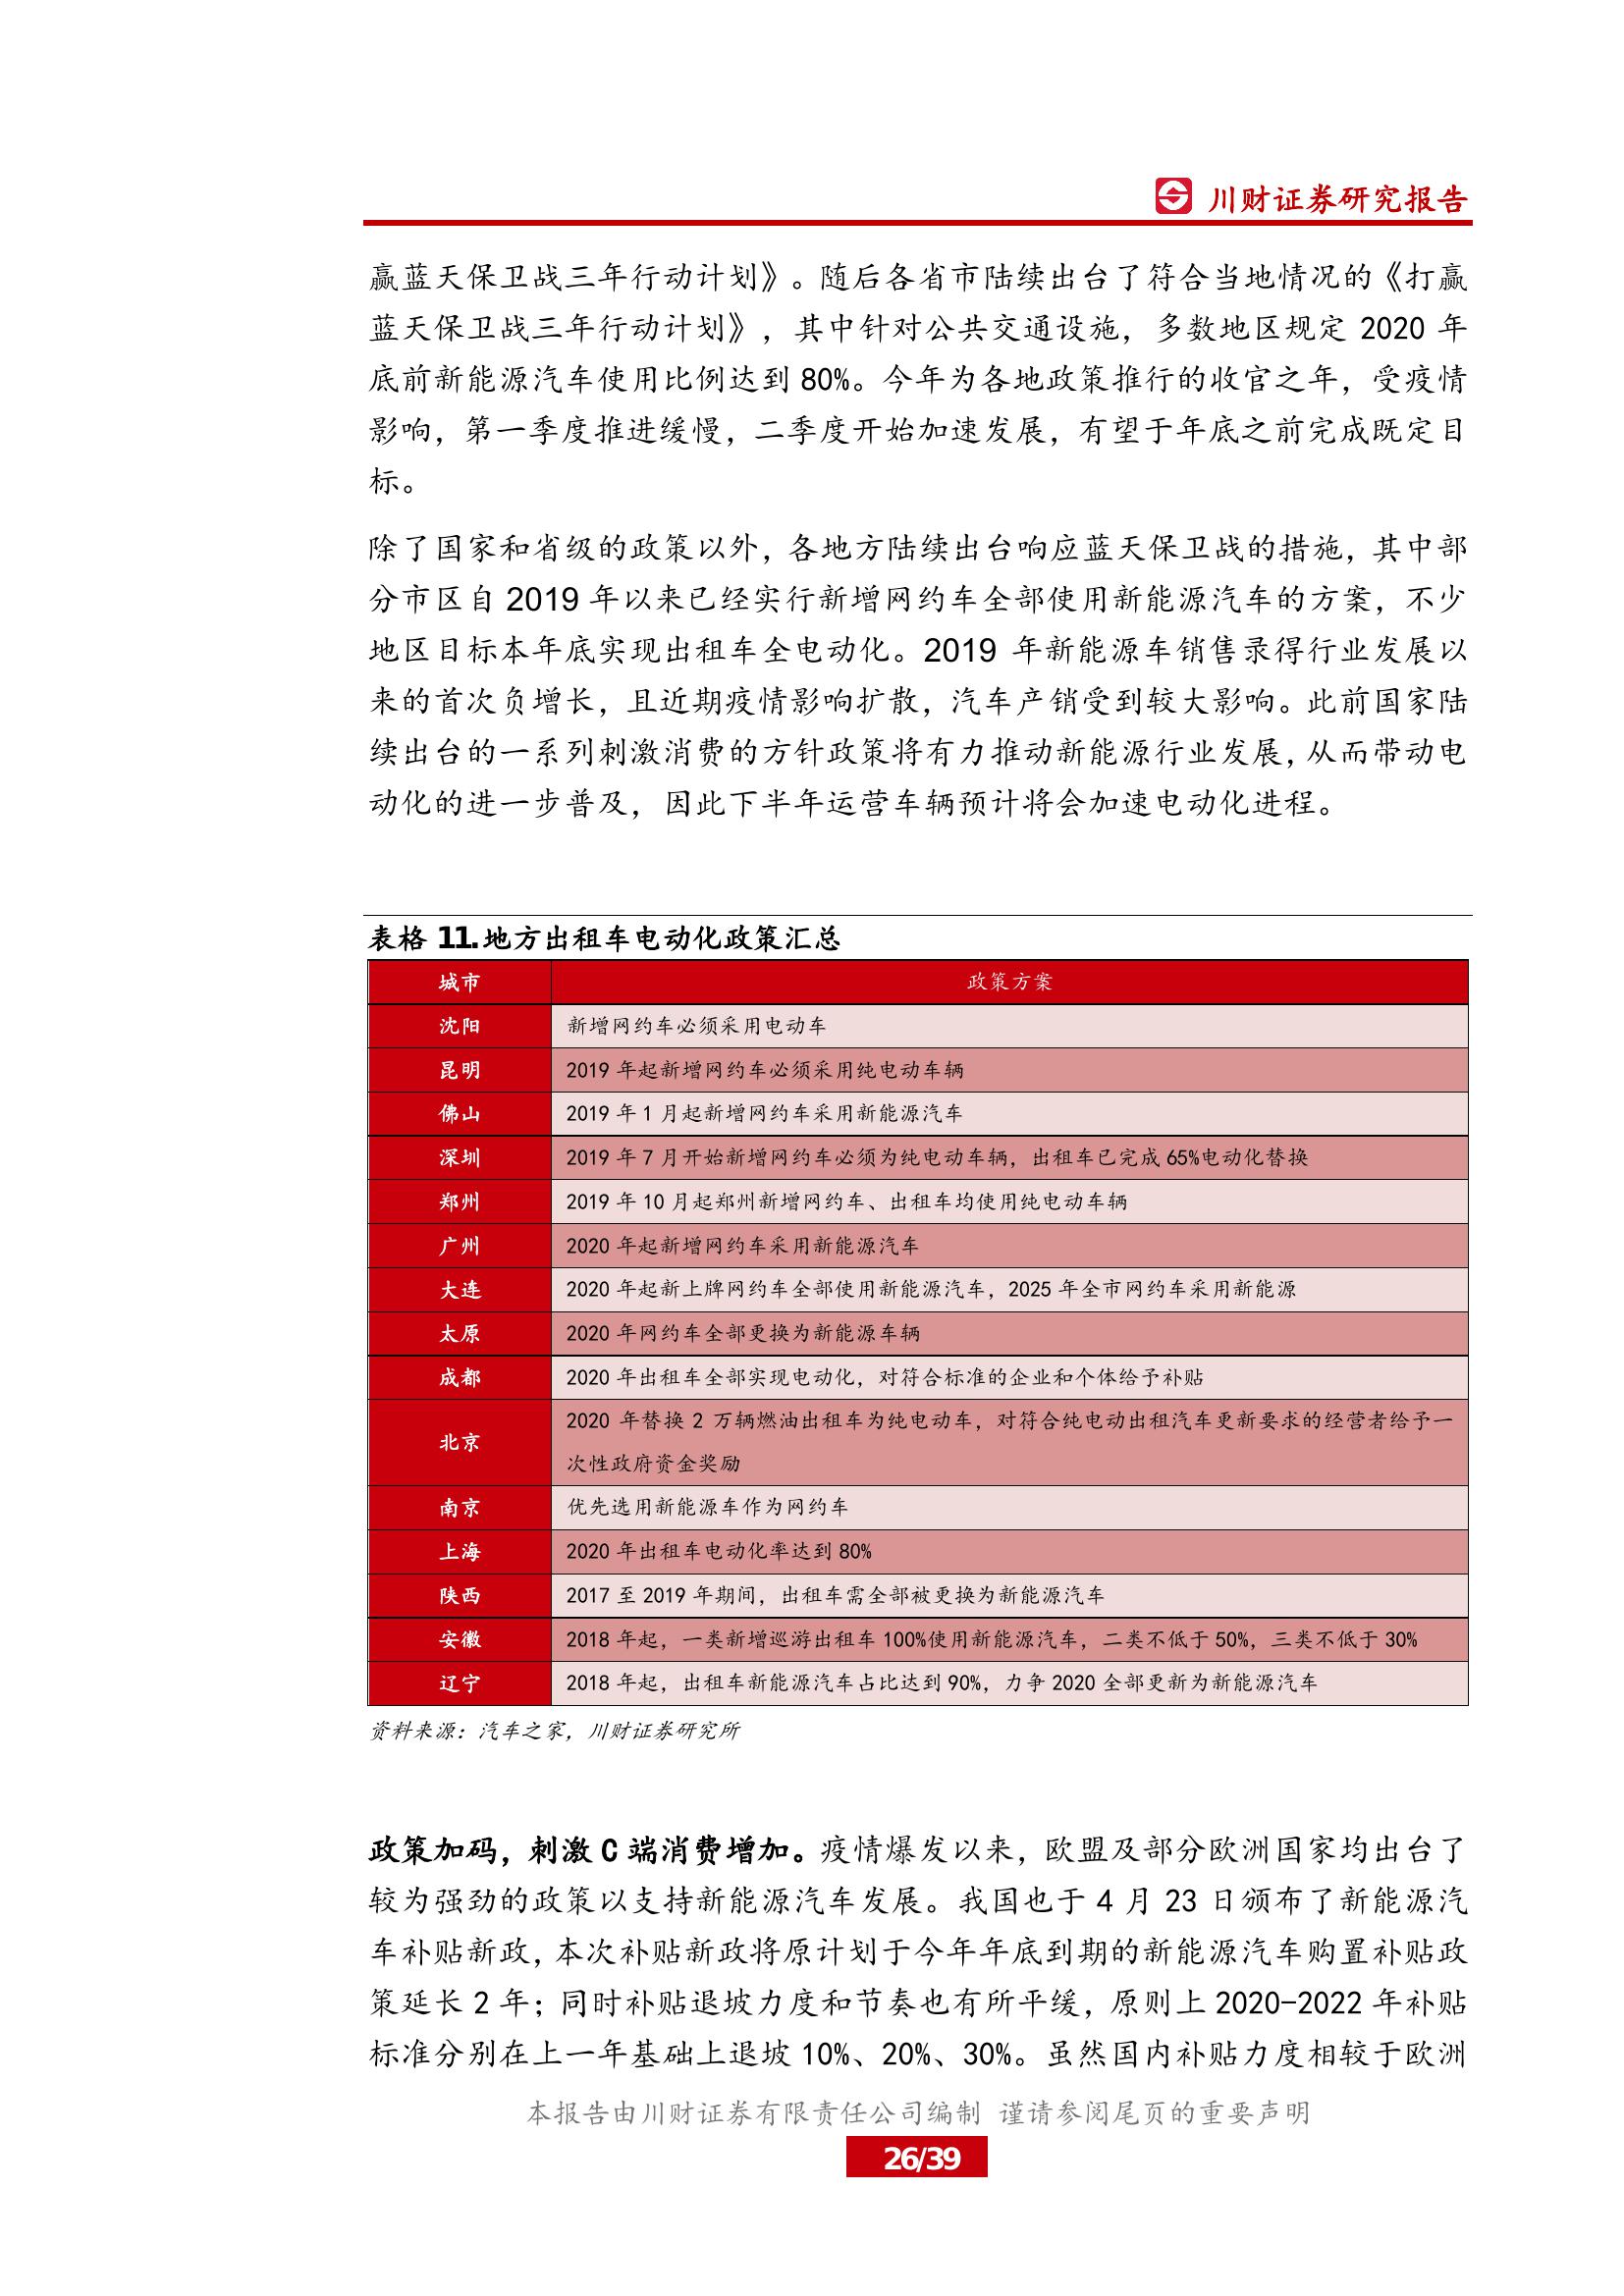 川财证券研究报告
赢蓝天保卫战三年行动计划》。随后各省市陆续出台了符合当地情况的《打赢
蓝天保卫战三年行动计划》，其中针对公共交通设施，多数地区规定 2020 年
底前新能源汽车使用比例达到 80%。今年为各地政策推行的收官之年，受疫情
影响，第一季度推进缓慢，二季度开始加速发展，有望于年底之前完成既定目
标。
除了国家和省级的政策以外，各地方陆续出台响应蓝天保卫战的措施，其中部
分市区自 2019 年以来已经实行新增网约车全部使用新能源汽车的方案，不少
地区目标本年底实现出租车全电动化。2019 年新能源车销售录得行业发展以
来的首次负增长，且近期疫情影响扩散，汽车产销受到较大影响。此前国家陆
续出台的一系列刺激消费的方针政策将有力推动新能源行业发展，从而带动电
动化的进一步普及，因此下半年运营车辆预计将会加速电动化进程。
表格 11.地方出租车电动化政策汇总
城市 政策方案
沈阳 新增网约车必须采用电动车
昆明 2019 年起新增网约车必须采用纯电动车辆
佛山 2019 年 1 月起新增网约车采用新能源汽车
深圳 2019 年 7 月开始新增网约车必须为纯电动车辆，出租车已完成 65%电动化替换
郑州 2019 年 10 月起郑州新增网约车、出租车均使用纯电动车辆
广州 2020 年起新增网约车采用新能源汽车
大连 2020 年起新上牌网约车全部使用新能源汽车，2025 年全市网约车采用新能源
太原 2020 年网约车全部更换为新能源车辆
成都 2020 年出租车全部实现电动化，对符合标准的企业和个体给予补贴
北京 2020 年替换 2 万辆燃油出租车为纯电动车，对符合纯电动出租汽车更新要求的经营者给予一
次性政府资金奖励
南京 优先选用新能源车作为网约车
上海 2020 年出租车电动化率达到 80%
陕西 2017 至 2019 年期间，出租车需全部被更换为新能源汽车
安徽 2018 年起，一类新增巡游出租车 100%使用新能源汽车，二类不低于 50%，三类不低于 30%
辽宁 2018 年起，出租车新能源汽车占比达到 90%，力争 2020 全部更新为新能源汽车
资料来源：汽车之家，川财证券研究所
政策加码，刺激 C 端消费增加。疫情爆发以来，欧盟及部分欧洲国家均出台了
较为强劲的政策以支持新能源汽车发展。我国也于 4 月 23 日颁布了新能源汽
车补贴新政，本次补贴新政将原计划于今年年底到期的新能源汽车购置补贴政
策延长 2 年；同时补贴退坡力度和节奏也有所平缓，原则上 2020-2022 年补贴
标准分别在上一年基础上退坡 10%、20%、30%。虽然国内补贴力度相较于欧洲
本报告由川财证券有限责任公司编制 谨请参阅尾页的重要声明
26/39